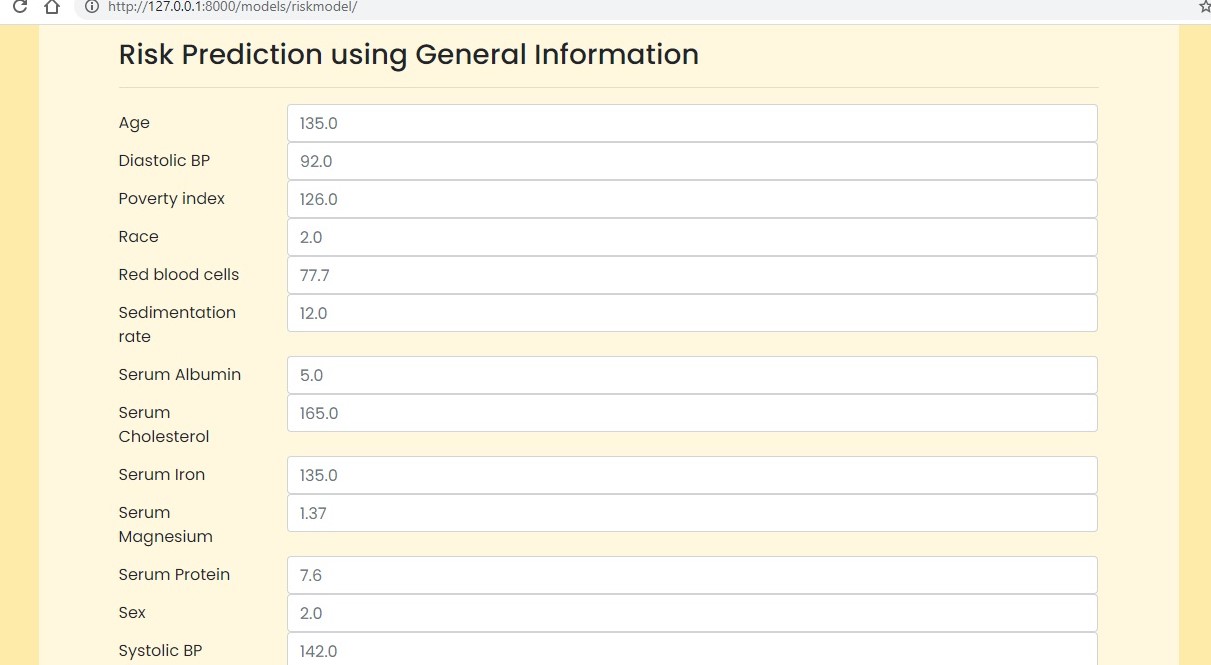 http://127.0.0.1:8000/models/riskmodel/
Risk Prediction using General Information
Age 135.0
Diastolic BP 92.0
Poverty index 126.0
Race 2.0
Red blood cells 77.7
Sedimentation rate 12.0
Serum Albumin 5.0
Serum Cholesterol 165.0
Serum Iron 135.0
Serum Magnesium 1.37
Serum Protein 7.6
Sex 2.0
Systolic BP 142.0